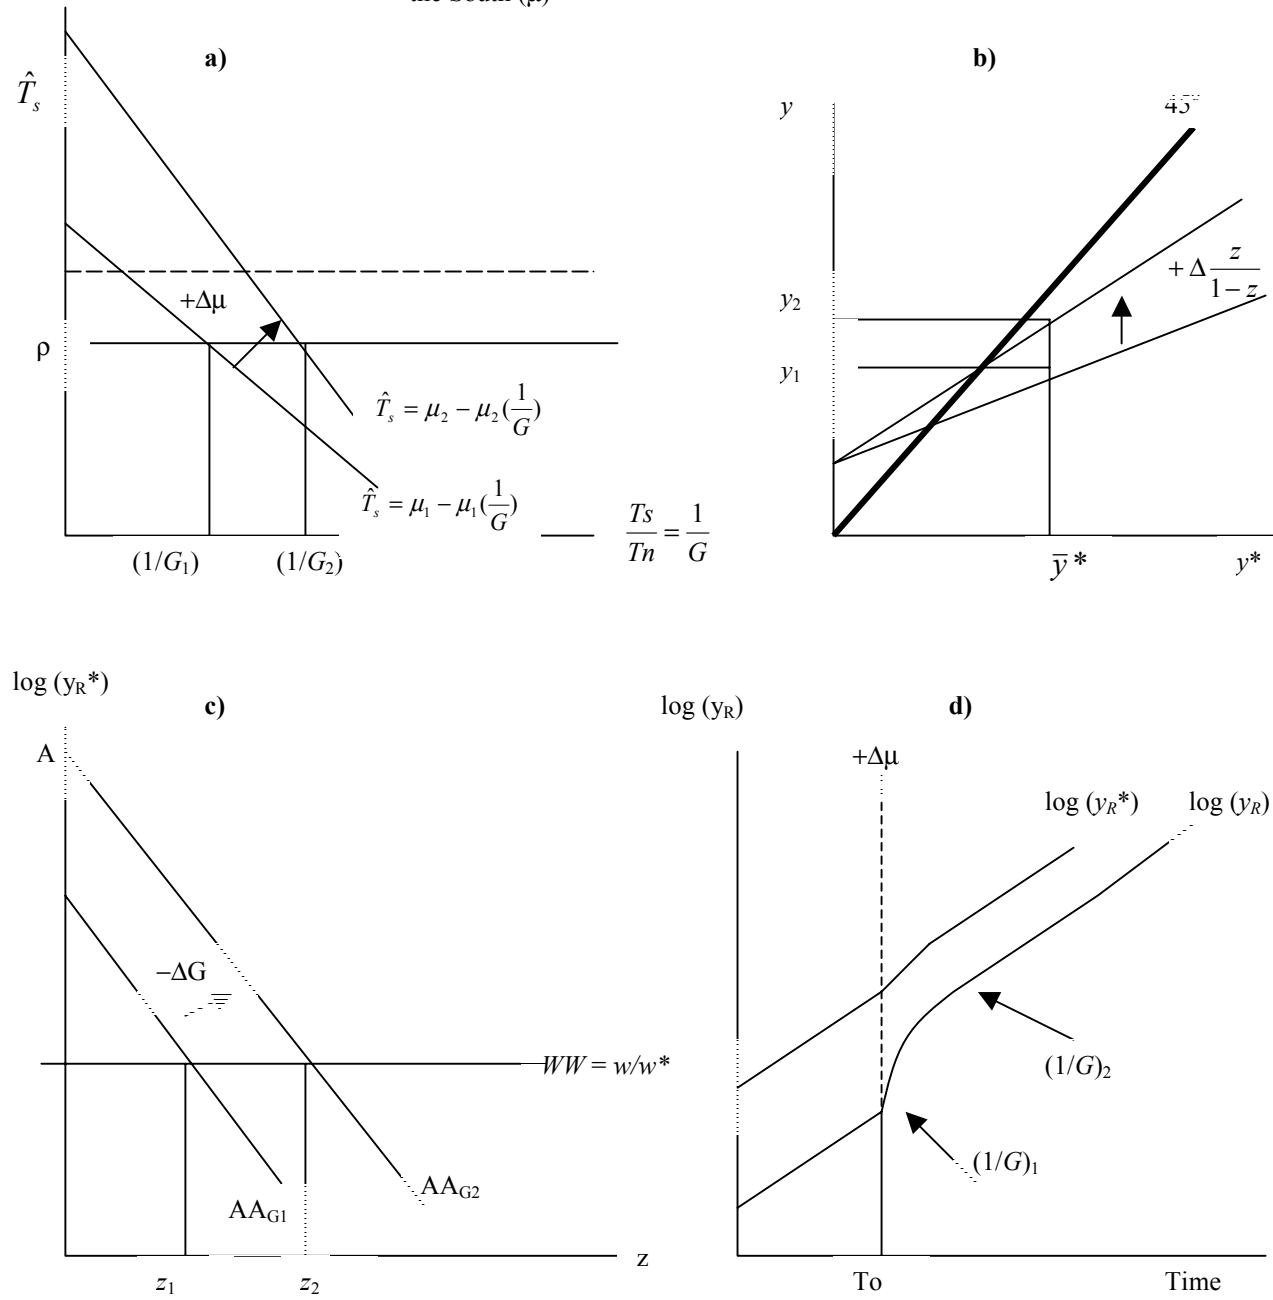 the South (μ)
a)
b)
T̂s
y
45°
+Δμ
+Δ z/(1−z)
y2
ρ
y1
T̂s = μ2 − μ2(1/G)
T̂s = μ1 − μ1(1/G)
Ts/Tn = 1/G
(1/G1)
(1/G2)
ȳ*
y*
log (yR*)
c)
log (yR)
d)
A
+Δμ
log (yR*)
log (yR)
−ΔG
WW = w/w*
(1/G)2
(1/G)1
AAG2
AAG1
z
z1
z2
To
Time